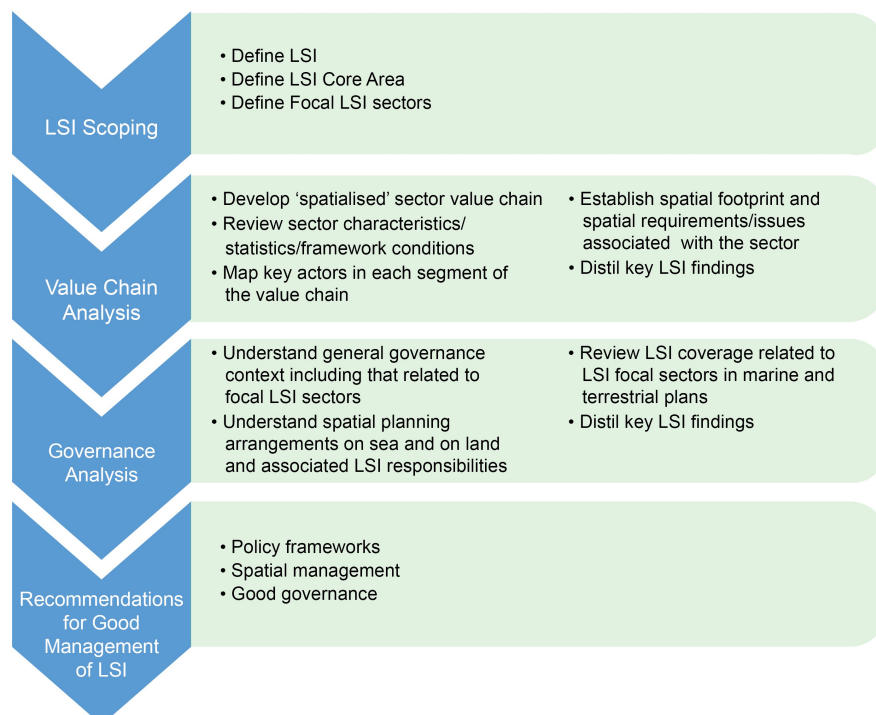 LSI Scoping
• Define LSI
• Define LSI Core Area
• Define Focal LSI sectors
Value Chain
Analysis
• Develop ‘spatialised’ sector value chain
• Review sector characteristics/
statistics/framework conditions
• Map key actors in each segment of
the value chain
• Establish spatial footprint and
spatial requirements/issues
associated with the sector
• Distil key LSI findings
Governance
Analysis
• Understand general governance
context including that related to
focal LSI sectors
• Understand spatial planning
arrangements on sea and on land
and associated LSI responsibilities
• Review LSI coverage related to
LSI focal sectors in marine and
terrestrial plans
• Distil key LSI findings
Recommendations
for Good
Management
of LSI
• Policy frameworks
• Spatial management
• Good governance